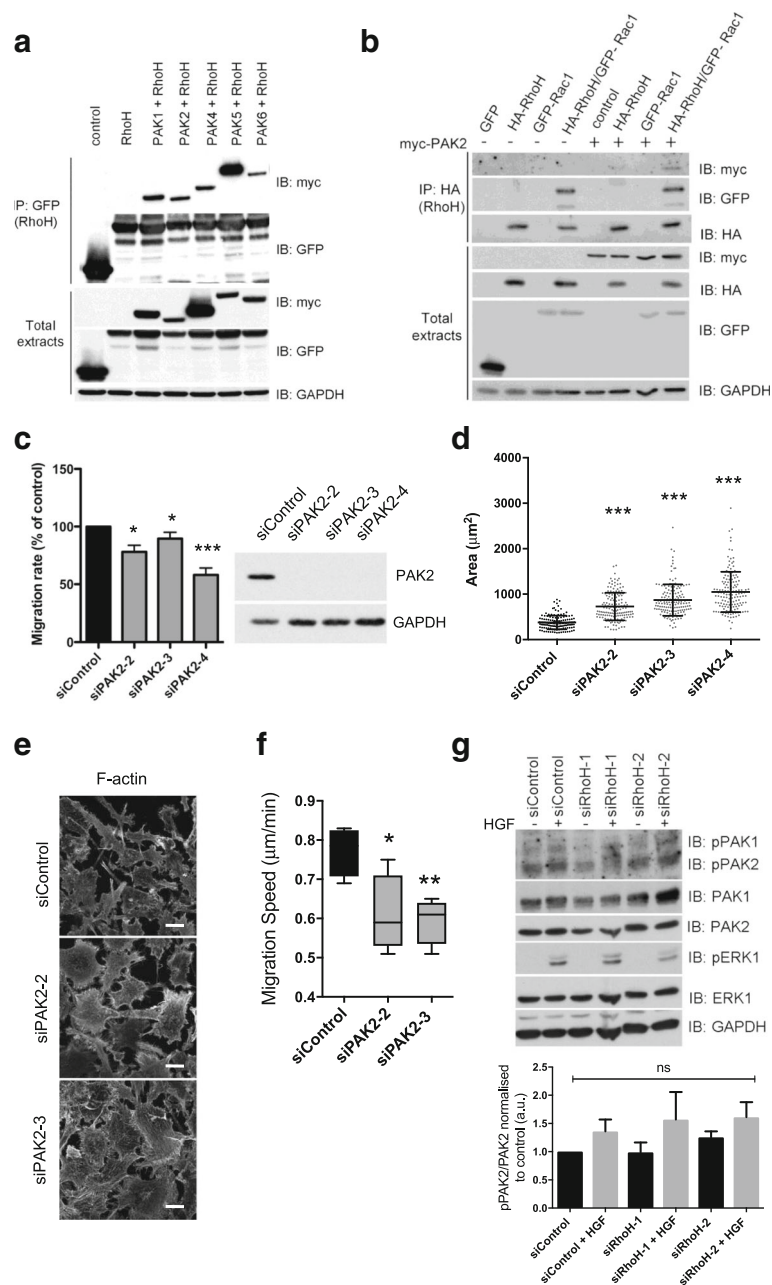 a
control
RhoH
PAK1 + RhoH
PAK2 + RhoH
PAK4 + RhoH
PAK5 + RhoH
PAK6 + RhoH
IP: GFP
(RhoH)
IB: myc
IB: GFP
Total
extracts
IB: myc
IB: GFP
IB: GAPDH
b
GFP
HA-RhoH
GFP-Rac1
HA-RhoH/GFP- Rac1
control
HA-RhoH
GFP-Rac1
HA-RhoH/GFP- Rac1
myc-PAK2 - - - - + + + +
IP: HA
(RhoH)
IB: myc
IB: GFP
IB: HA
Total
extracts
IB: myc
IB: HA
IB: GFP
IB: GAPDH
c
Migration rate (% of control)
150
100
50
0
*
*
***
siControl
siPAK2-2
siPAK2-3
siPAK2-4
siControl
siPAK2-2
siPAK2-3
siPAK2-4
PAK2
GAPDH
d
Area (µm²)
4000
3000
2000
1000
0
***
***
***
siControl
siPAK2-2
siPAK2-3
siPAK2-4
e
F-actin
siControl
siPAK2-2
siPAK2-3
f
Migration Speed (µm/min)
0.9
0.8
0.7
0.6
0.5
0.4
*
**
siControl
siPAK2-2
siPAK2-3
g
HGF
- siControl
+ siControl
- siRhoH-1
+ siRhoH-1
- siRhoH-2
+ siRhoH-2
IB: pPAK1
IB: pPAK2
IB: PAK1
IB: PAK2
IB: pERK1
IB: ERK1
IB: GAPDH
pPAK2/PAK2 normalised
to control (a.u.)
2.5
2.0
1.5
1.0
0.5
0.0
ns
siControl
siControl + HGF
siRhoH-1
siRhoH-1 + HGF
siRhoH-2
siRhoH-2 + HGF